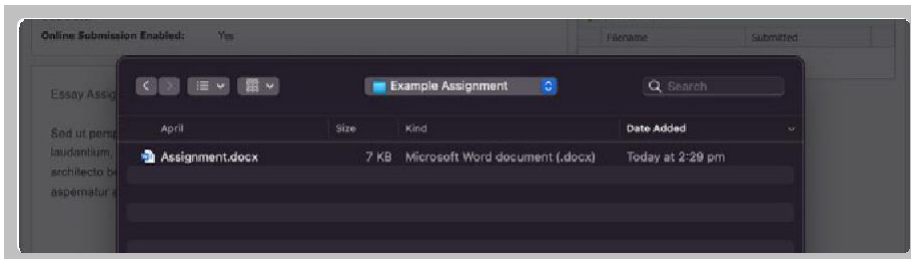 Online Submission Enabled: Yes
Filename Submitted
Essay Assig
Example Assignment
Search
Sed ut persp
April Size Kind Date Added
laudantium,
Assignment.docx 7 KB Microsoft Word document (.docx) Today at 2:29 pm
architecto b
aspernatur